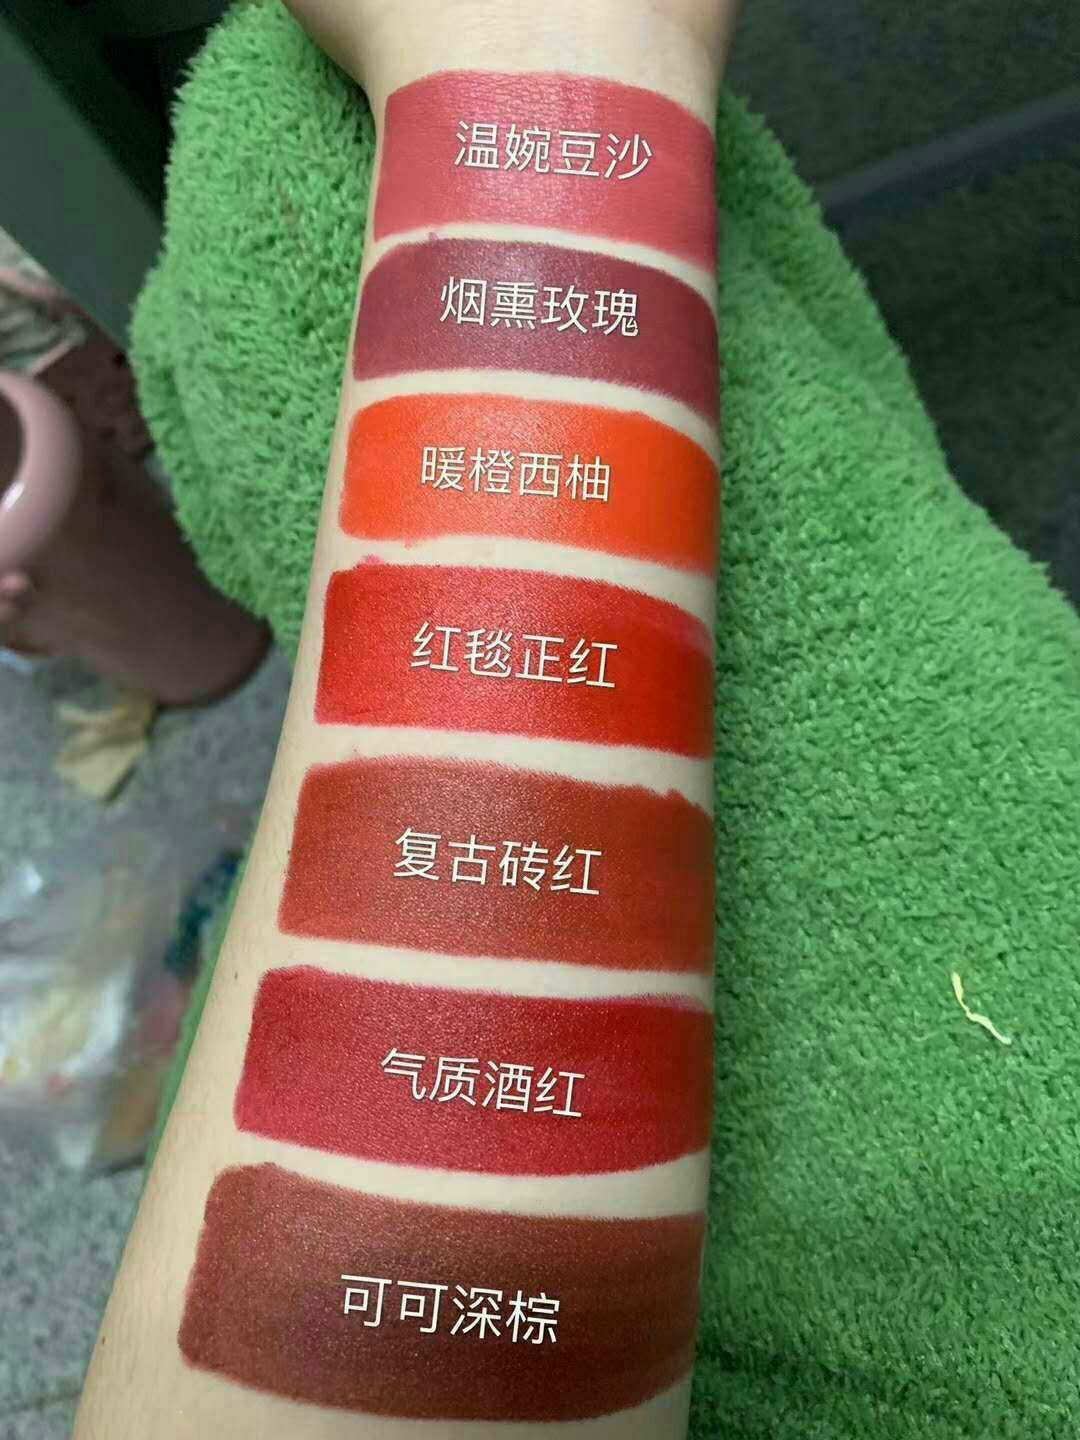 温婉豆沙
烟熏玫瑰
暖橙西柚
红毯正红
复古砖红
气质酒红
可可深棕